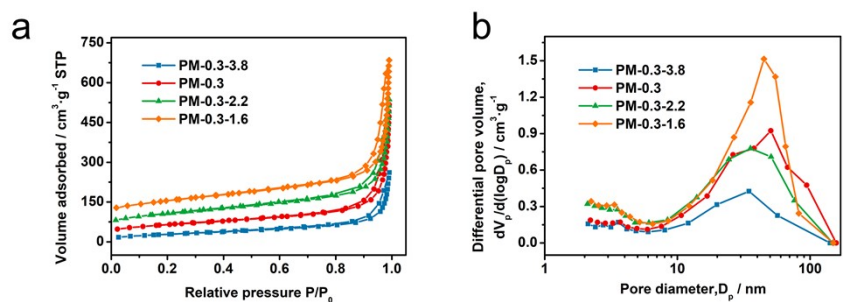 a
Volume adsorbed / cm³·g⁻¹ STP
750
600
450
300
150
0
PM-0.3-3.8
PM-0.3
PM-0.3-2.2
PM-0.3-1.6
0.0 0.2 0.4 0.6 0.8 1.0
Relative pressure P/P₀
b
Differential pore volume,
dVₚ/d(logDₚ) / cm³·g⁻¹
1.5
1.2
0.9
0.6
0.3
0.0
PM-0.3-3.8
PM-0.3
PM-0.3-2.2
PM-0.3-1.6
1 10 100
Pore diameter,Dₚ / nm